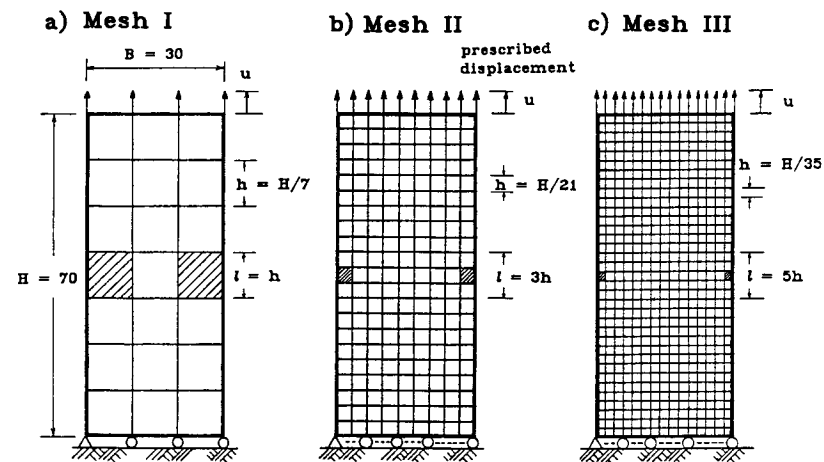 a) Mesh I
B = 30
u
h = H/7
H = 70
l = h
b) Mesh II
prescribed
displacement
u
h = H/21
l = 3h
c) Mesh III
u
h = H/35
l = 5h